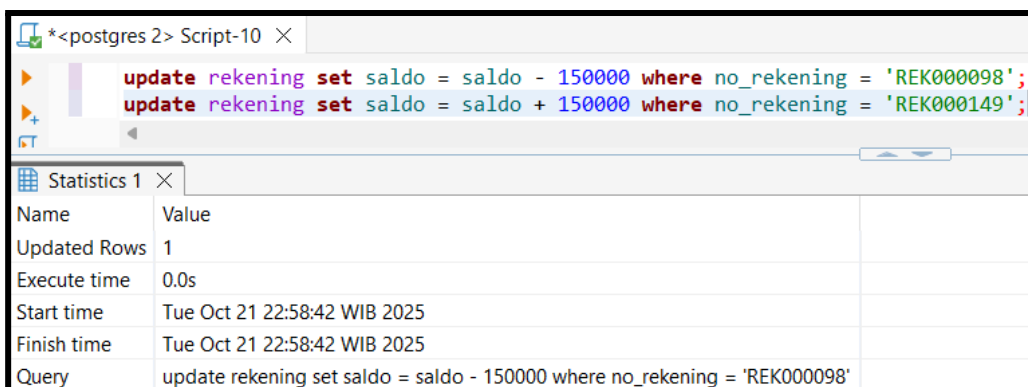 *<postgres 2> Script-10
update rekening set saldo = saldo - 150000 where no_rekening = 'REK000098';
update rekening set saldo = saldo + 150000 where no_rekening = 'REK000149';
Statistics 1
Name Value
Updated Rows 1
Execute time 0.0s
Start time Tue Oct 21 22:58:42 WIB 2025
Finish time Tue Oct 21 22:58:42 WIB 2025
Query update rekening set saldo = saldo - 150000 where no_rekening = 'REK000098'